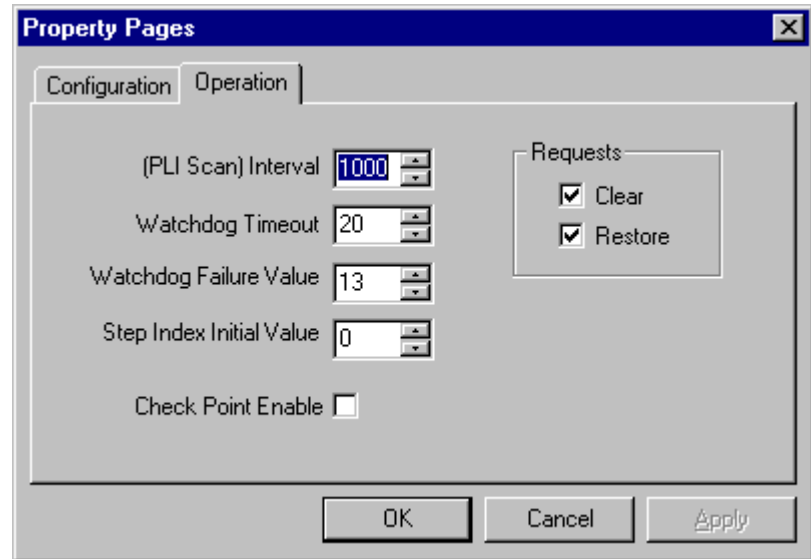 Property Pages
Configuration Operation
(PLI Scan) Interval 1000
Watchdog Timeout 20
Watchdog Failure Value 13
Step Index Initial Value 0
Check Point Enable
Requests
Clear
Restore
OK Cancel Apply